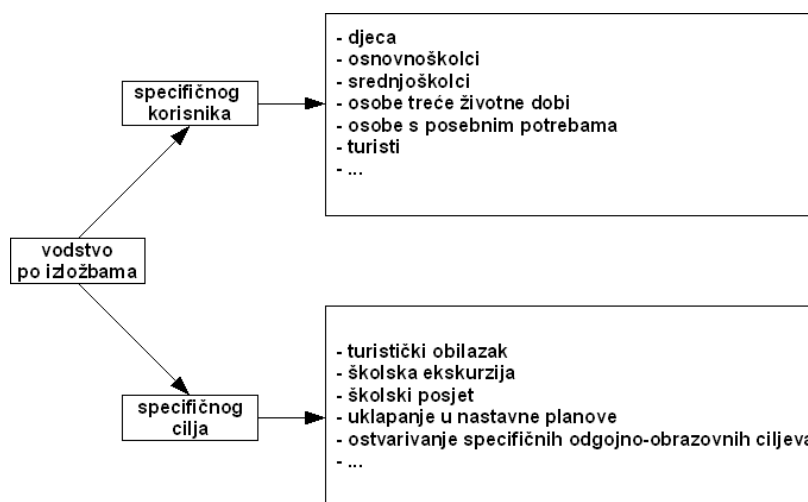 - djeca
- osnovnoškolci
- srednjoškolci
- osobe treće životne dobi
- osobe s posebnim potrebama
- turisti
- ...
specifičnog
korisnika
vodstvo
po izložbama
- turistički obilazak
- školska ekskurzija
- školski posjet
- uklapanje u nastavne planove
- ostvarivanje specifičnih odgojno-obrazovnih ciljeva
- ...
specifičnog
cilja